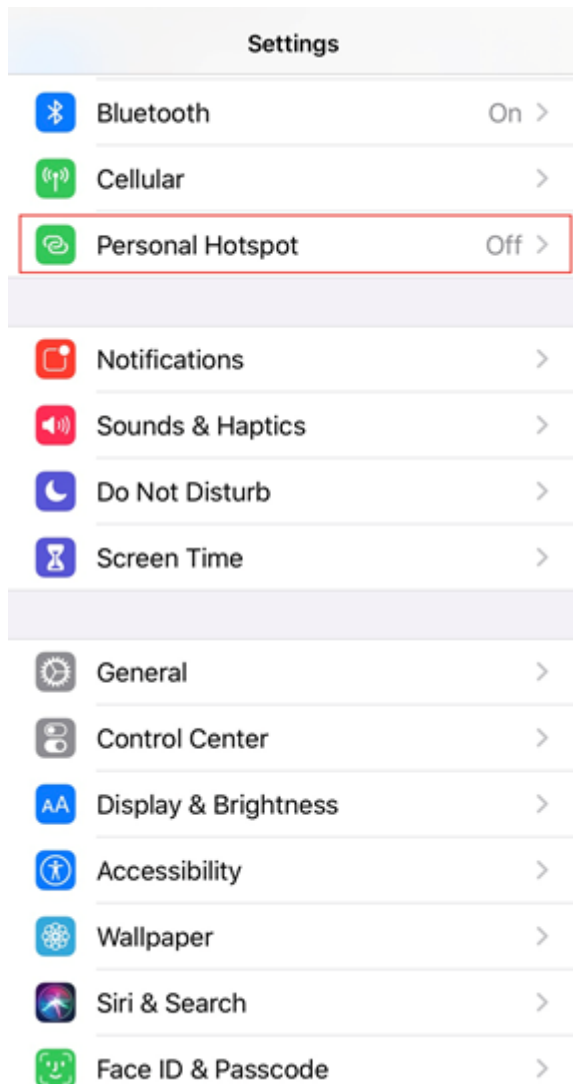 Settings
Bluetooth On
Cellular
Personal Hotspot Off
Notifications
Sounds & Haptics
Do Not Disturb
Screen Time
General
Control Center
AA Display & Brightness
Accessibility
Wallpaper
Siri & Search
Face ID & Passcode